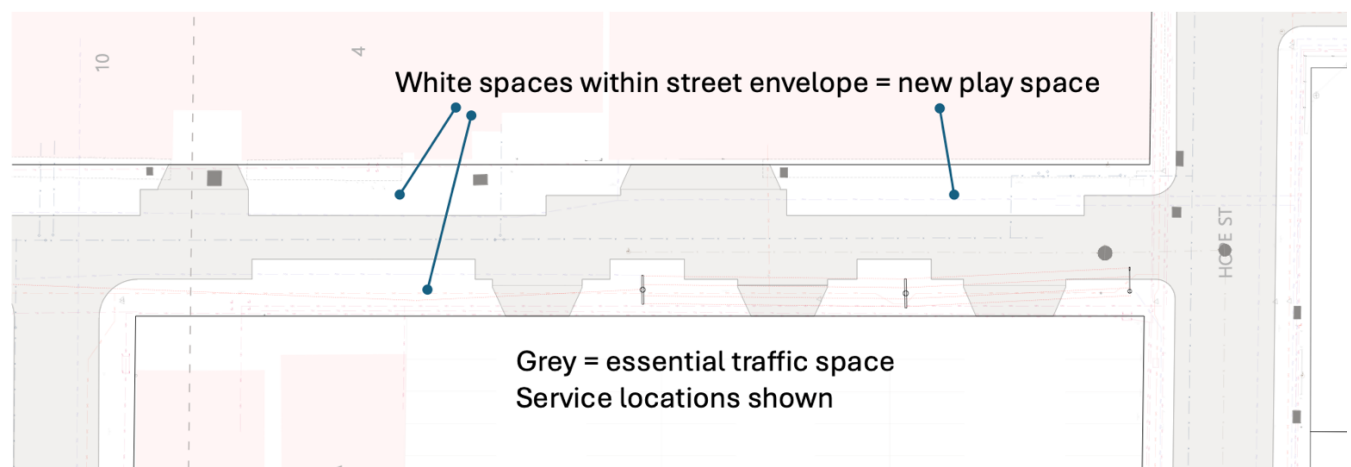 10
4
White spaces within street envelope = new play space
HOPE ST
Grey = essential traffic space
Service locations shown